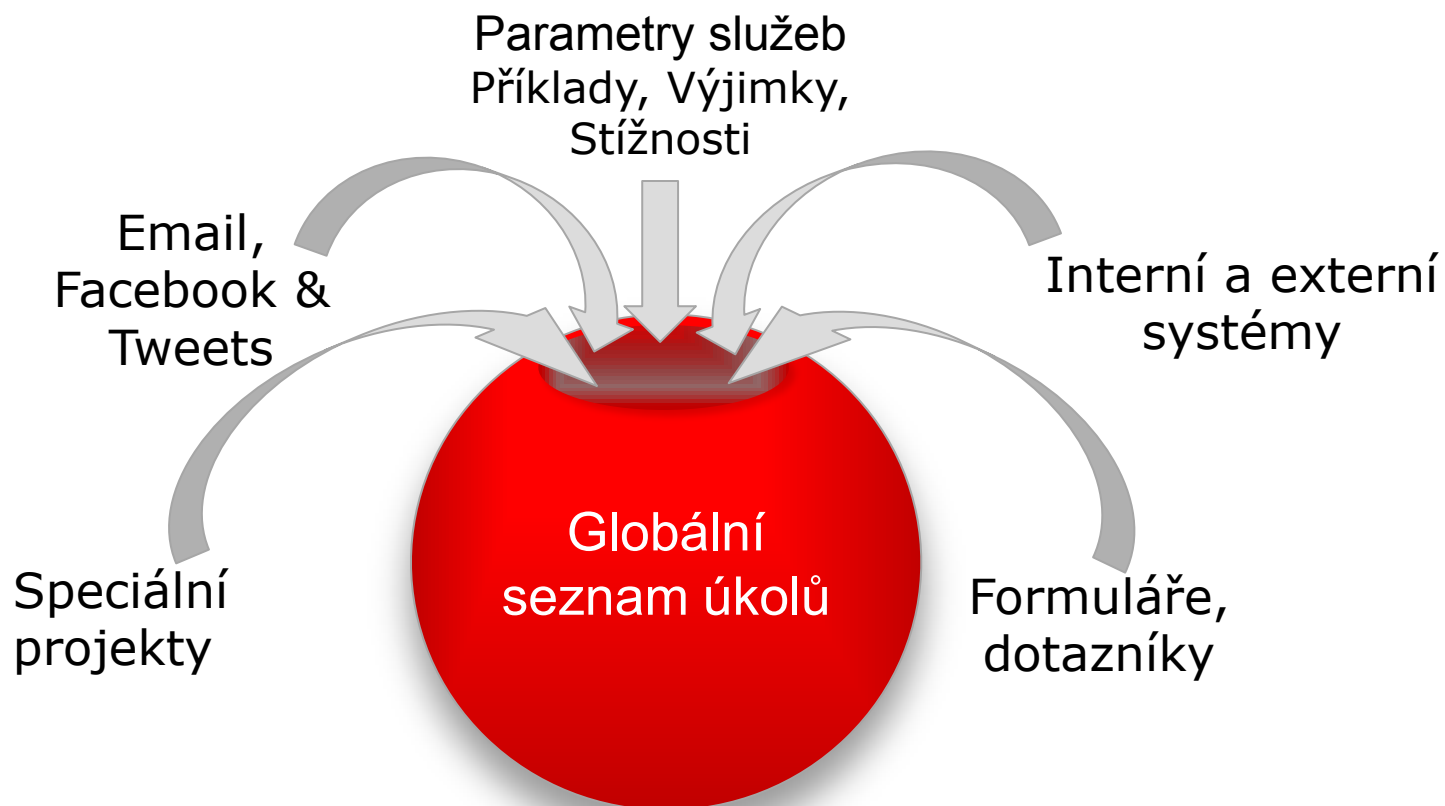 Parametry služeb
Příklady, Výjimky,
Stížnosti
Email,
Facebook &
Tweets
Interní a externí
systémy
Globální
seznam úkolů
Speciální
projekty
Formuláře,
dotazníky